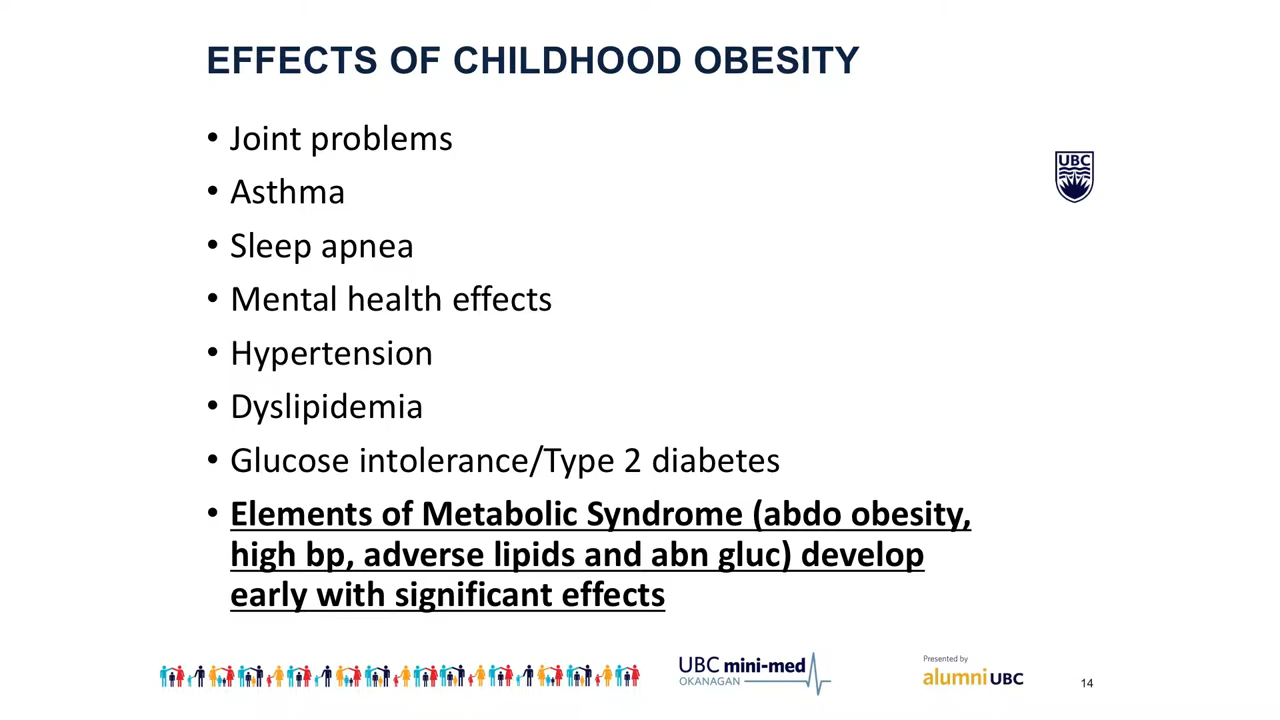 EFFECTS OF CHILDHOOD OBESITY
• Joint problems
• Asthma
• Sleep apnea
• Mental health effects
• Hypertension
• Dyslipidemia
• Glucose intolerance/Type 2 diabetes
• Elements of Metabolic Syndrome (abdo obesity,
high bp, adverse lipids and abn gluc) develop
early with significant effects
UBC
UBC mini-med
OKANAGAN
Presented by
alumni UBC
14